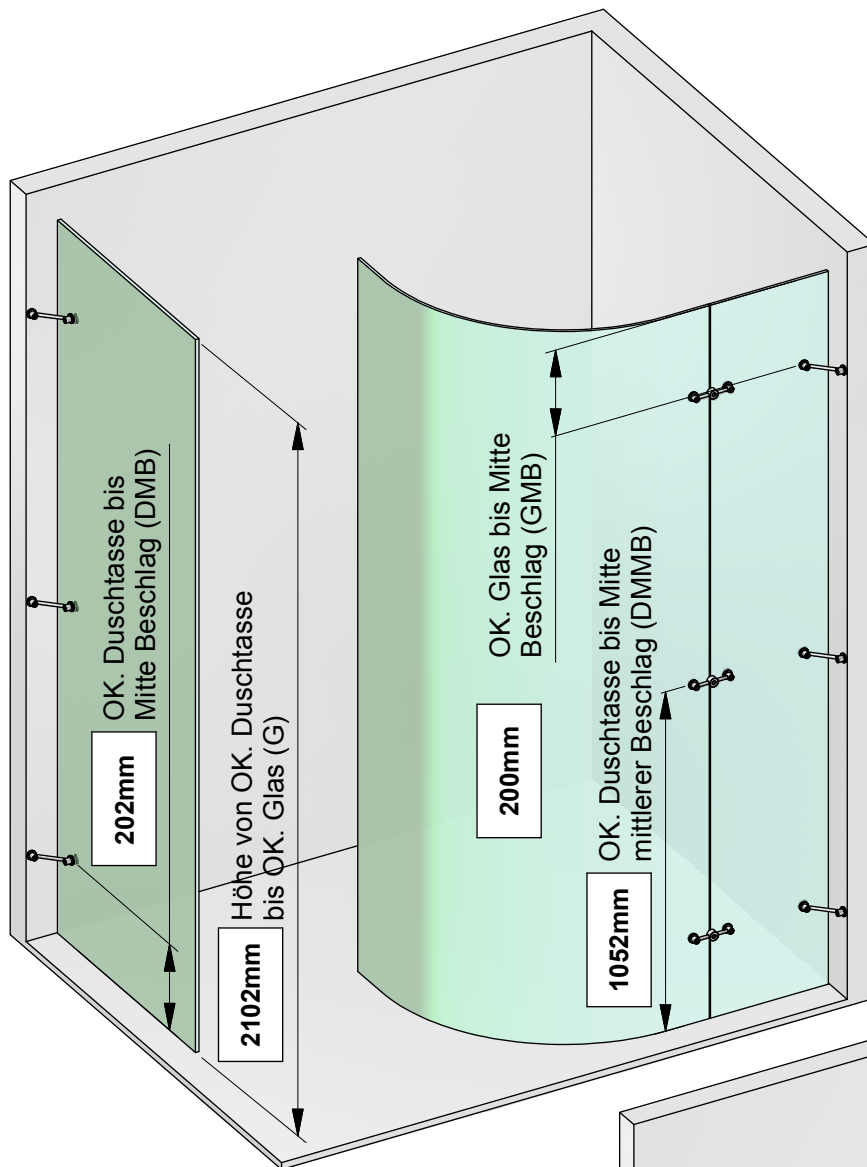 OK. Duschtasse bis
Mitte Beschlag (DMB)
202mm
Höhe von OK. Duschtasse
bis OK. Glas (G)
2102mm
OK. Glas bis Mitte
Beschlag (GMB)
200mm
OK. Duschtasse bis Mitte
mittlerer Beschlag (DMMB)
1052mm